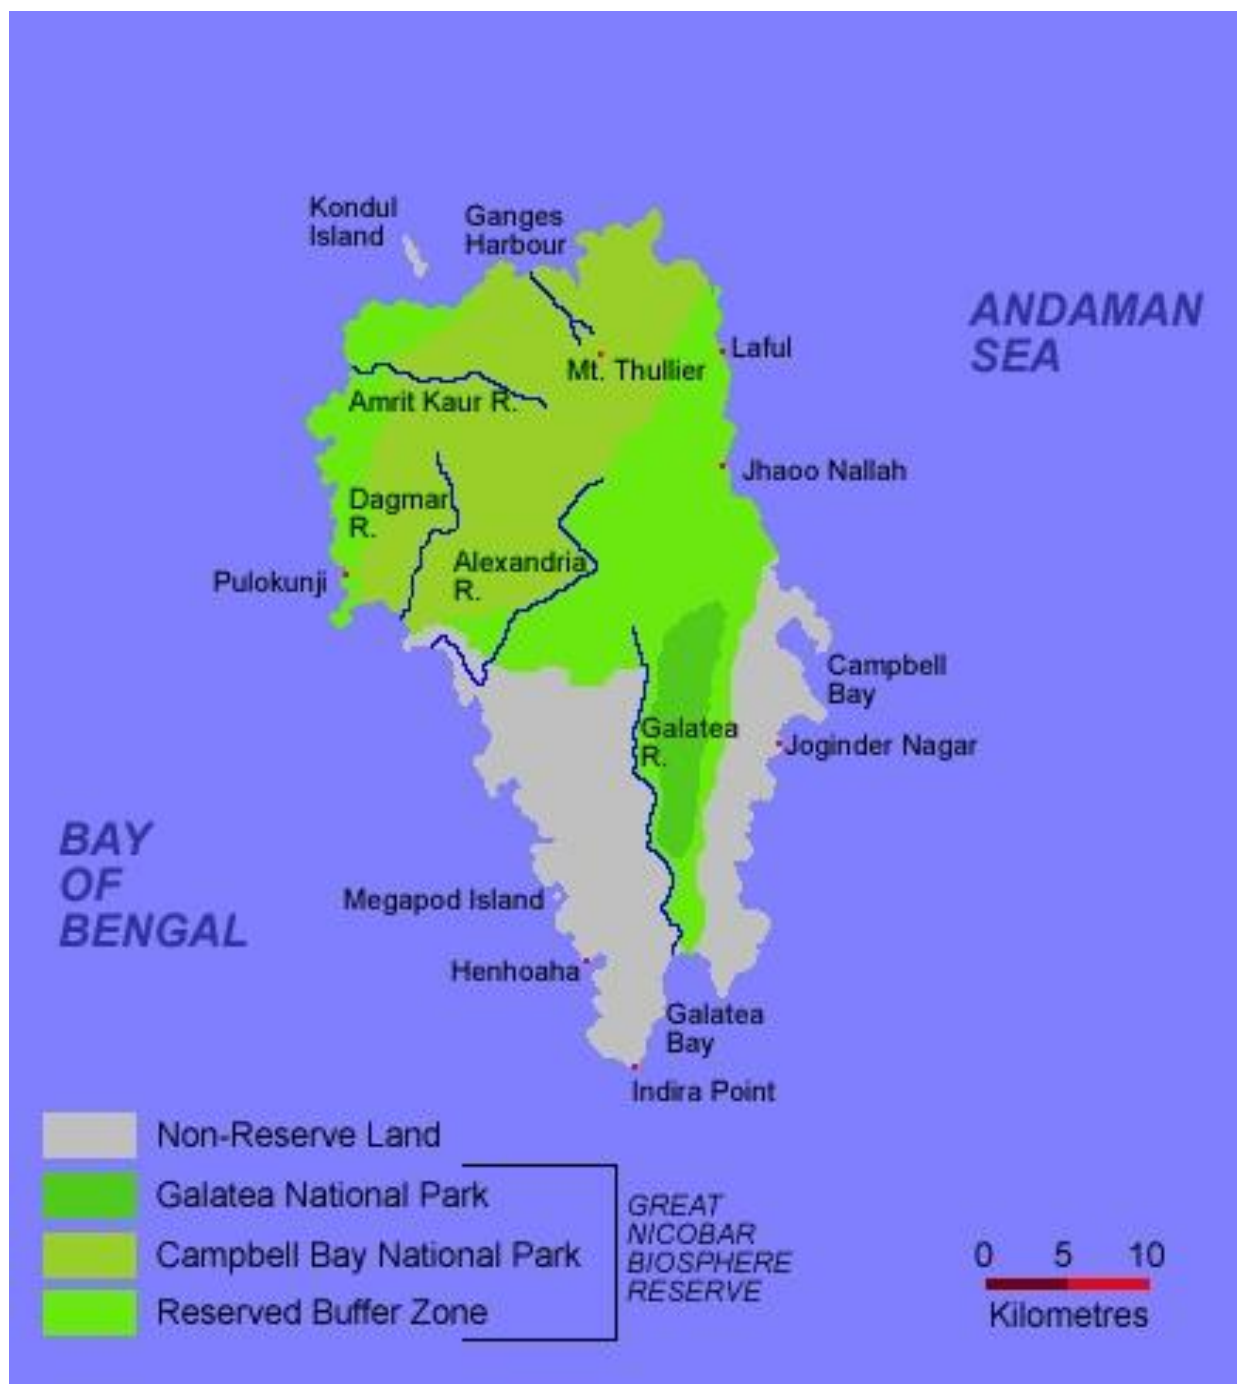 Kondul
Island
Ganges
Harbour
ANDAMAN
SEA
Laful
Mt. Thullier
Amrit Kaur R.
Jhaoo Nallah
Dagmar
R.
Alexandria
R.
Pulokunji
Campbell
Bay
Galatea
R.
Joginder Nagar
BAY
OF
BENGAL
Megapod Island
Henhoaha
Galatea
Bay
Indira Point
Non-Reserve Land
Galatea National Park
Campbell Bay National Park
Reserved Buffer Zone
GREAT
NICOBAR
BIOSPHERE
RESERVE
0 5 10
Kilometres